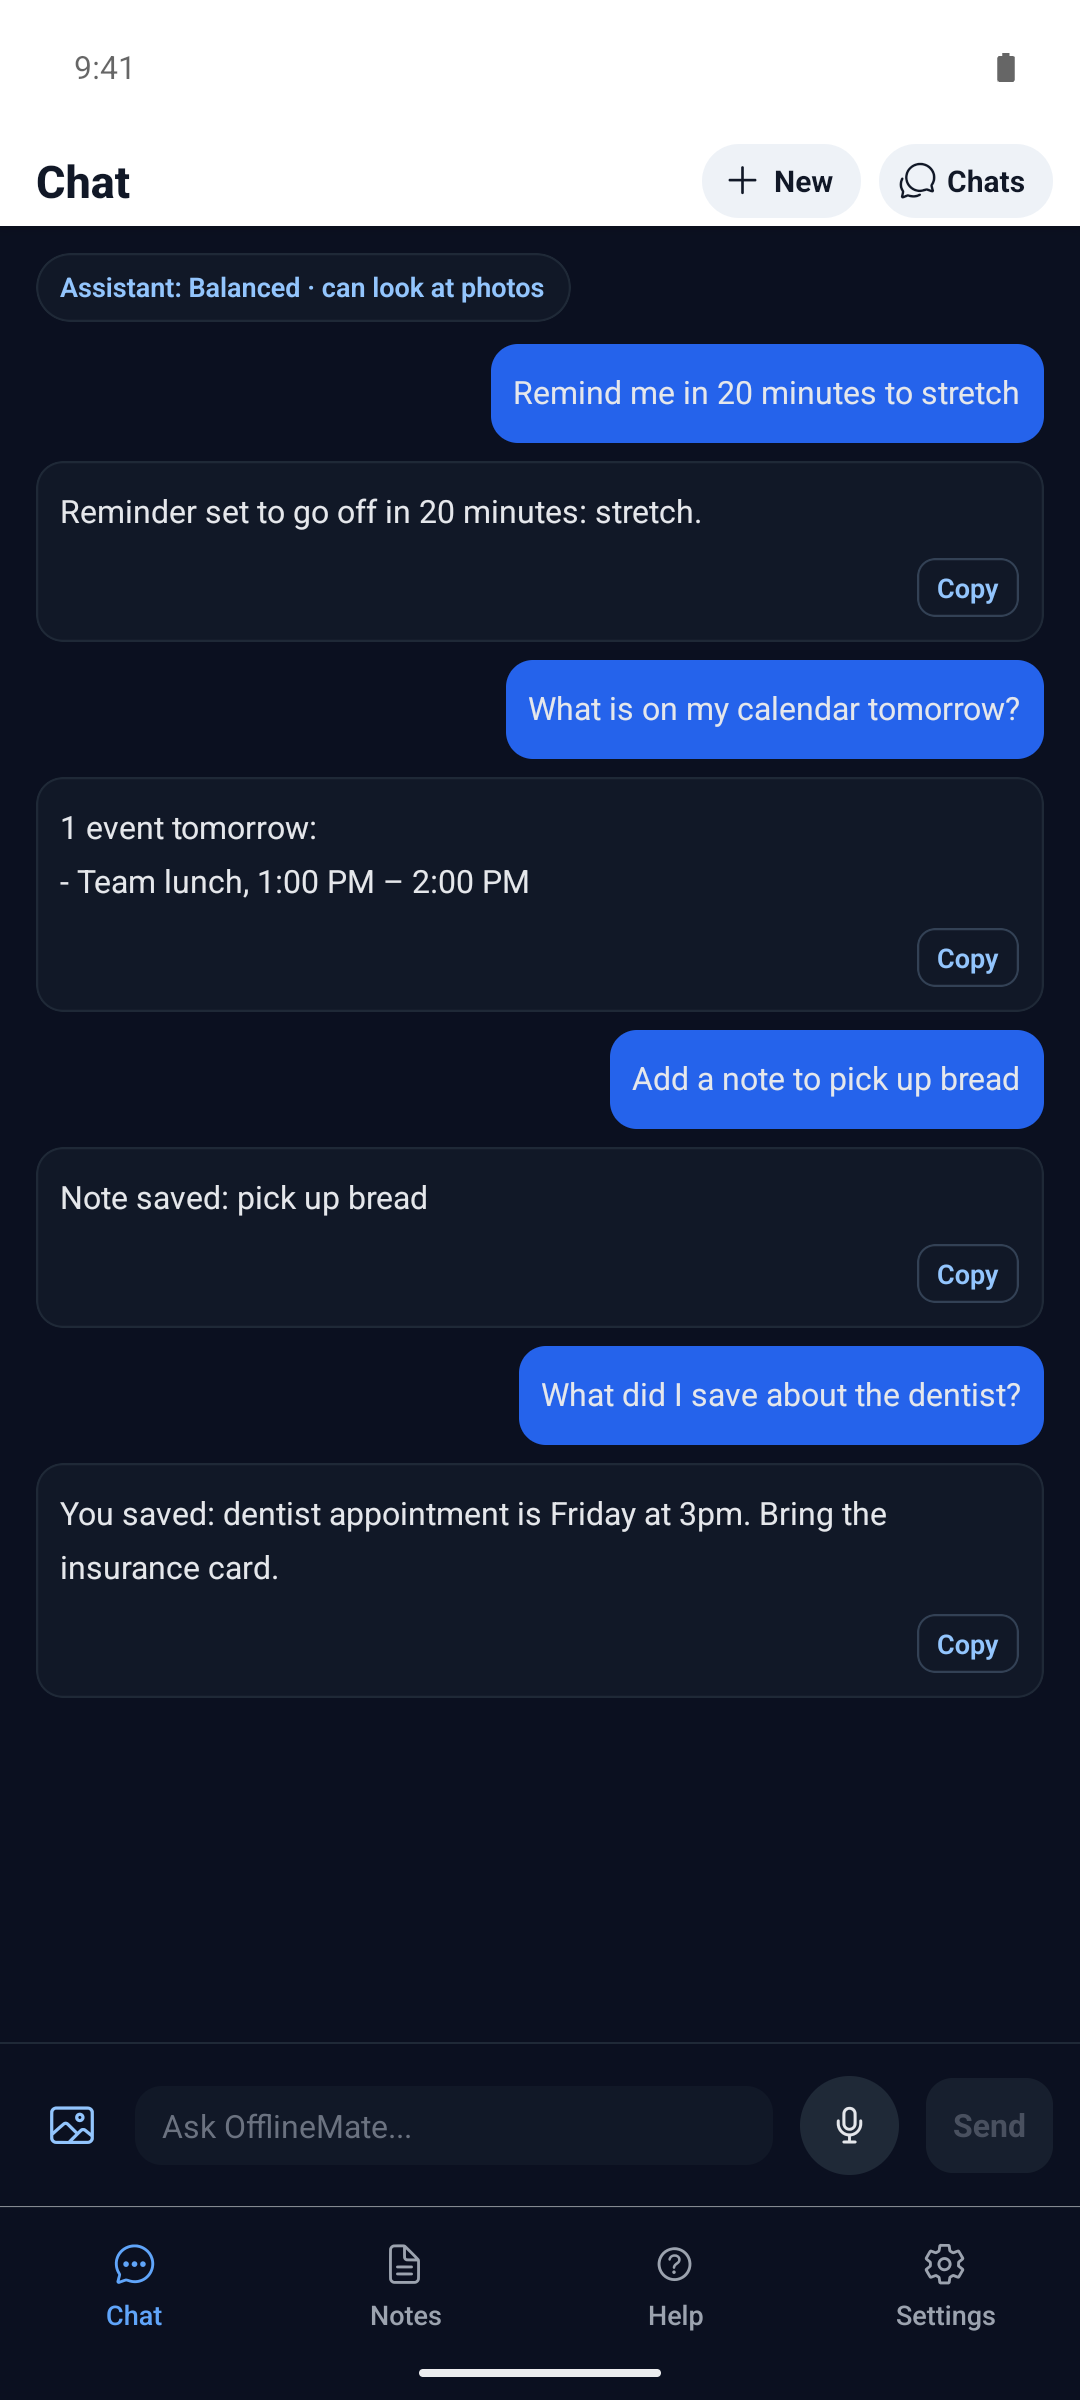 9:41
Chat
New
Chats
Assistant: Balanced · can look at photos
Remind me in 20 minutes to stretch
Reminder set to go off in 20 minutes: stretch.
Copy
What is on my calendar tomorrow?
1 event tomorrow:
- Team lunch, 1:00 PM – 2:00 PM
Copy
Add a note to pick up bread
Note saved: pick up bread
Copy
What did I save about the dentist?
You saved: dentist appointment is Friday at 3pm. Bring the
insurance card.
Copy
Ask OfflineMate...
Send
Chat
Notes
Help
Settings